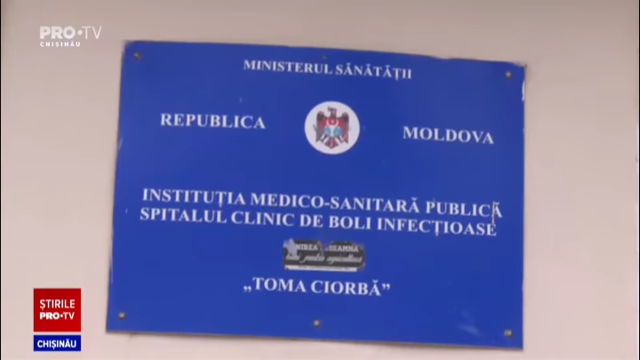 PRO•TV
CHIȘINĂU
MINISTERUL SĂNĂTĂȚII
REPUBLICA MOLDOVA
INSTITUȚIA MEDICO-SANITARĂ PUBLICĂ
SPITALUL CLINIC DE BOLI INFECȚIOASE
„TOMA CIORBĂ”
ȘTIRILE
PRO•TV
CHIȘINĂU